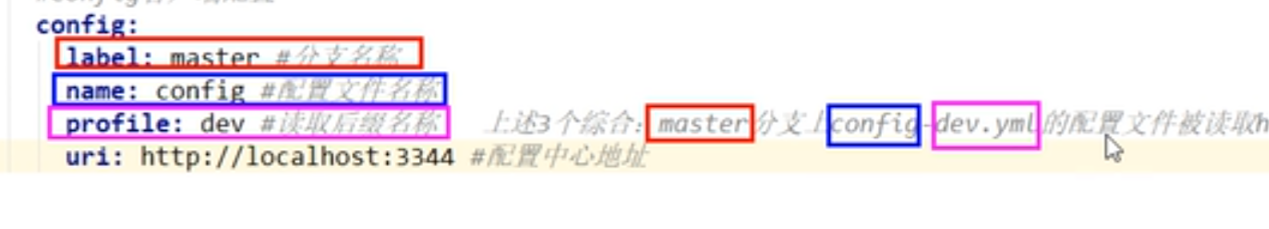 config:
label: master #分支名称
name: config #配置文件名称
profile: dev #读取后缀名称 上述3个综合：master分支上config-dev.yml的配置文件被读取h
uri: http://localhost:3344 #配置中心地址